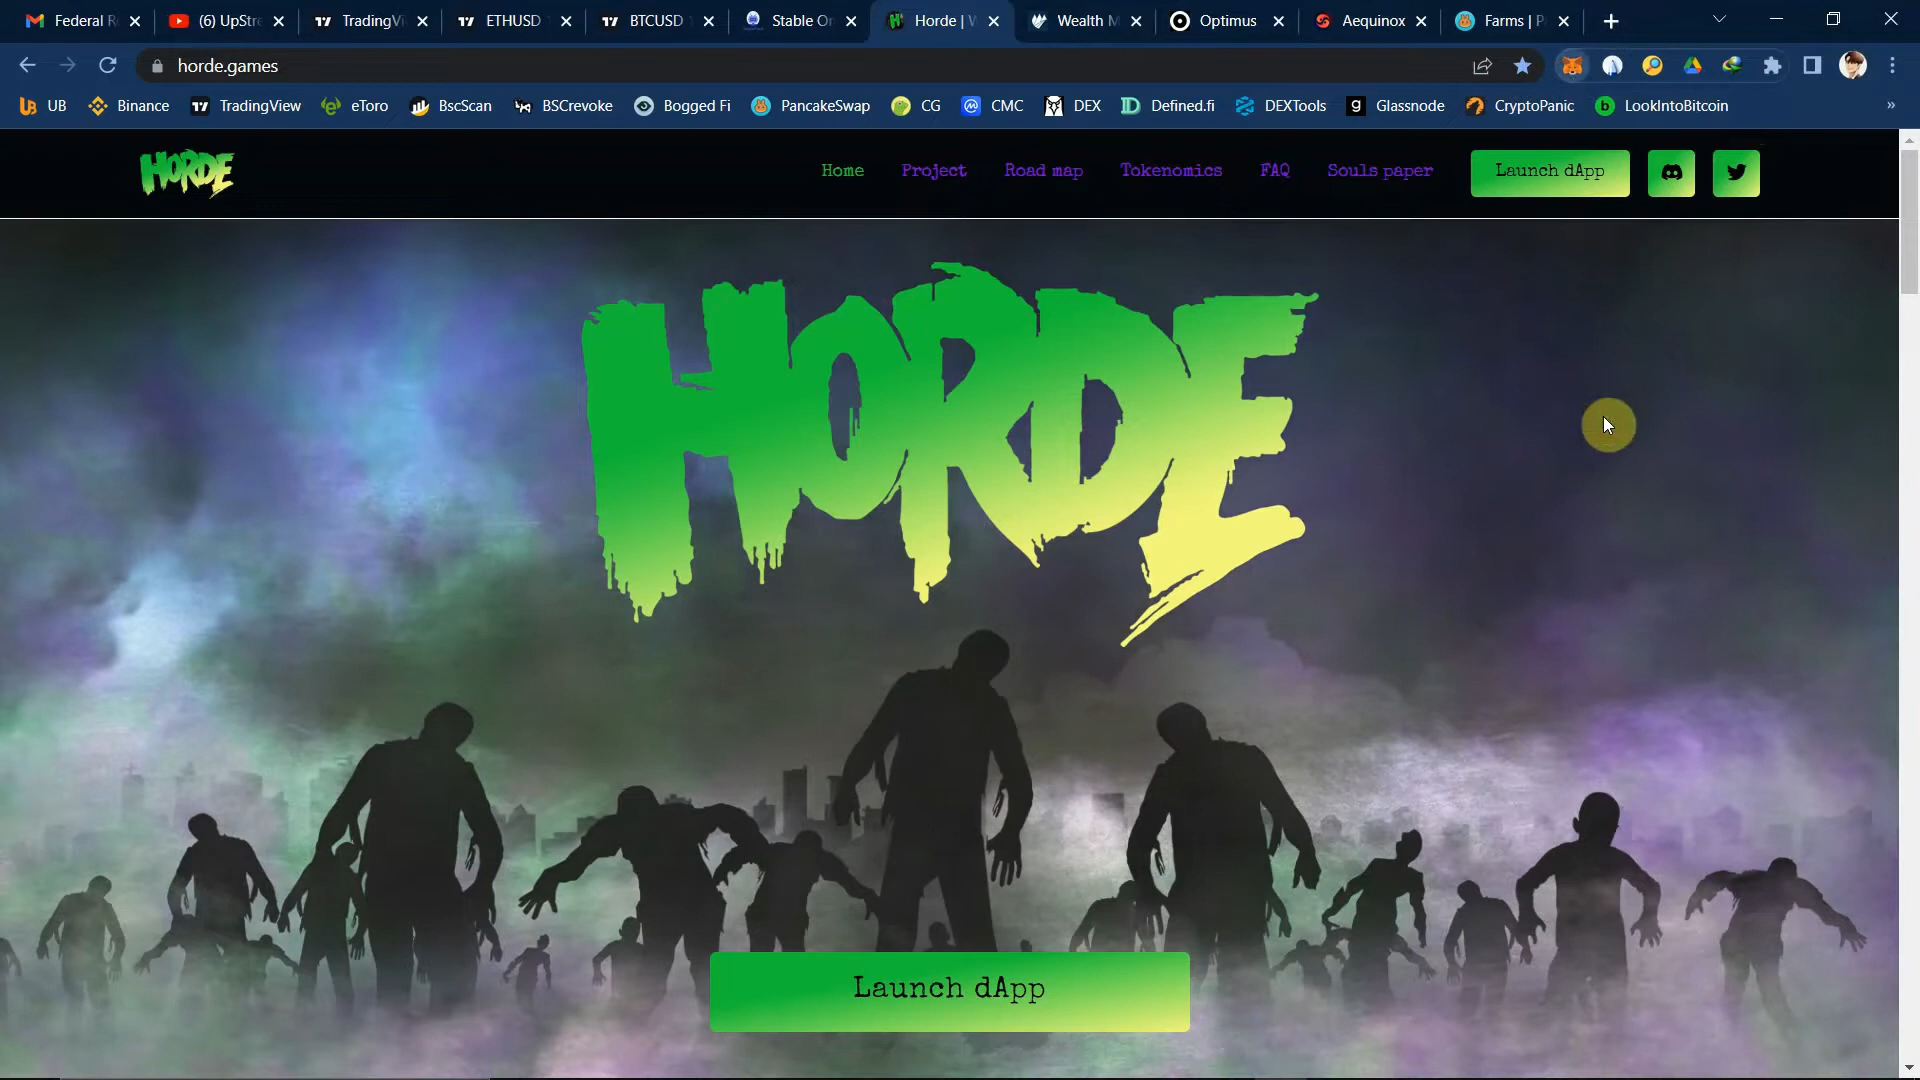 Federal R
(6) UpStre
TradingVi
ETHUSD
BTCUSD
Stable On
Horde | W
Wealth M
Optimus
Aequinox
Farms | P
horde.games
UB
Binance
TradingView
eToro
BscScan
BSCrevoke
Bogged Fi
PancakeSwap
CG
CMC
DEX
Defined.fi
DEXTools
Glassnode
CryptoPanic
LookIntoBitcoin
»
HORDE
Home
Project
Road map
Tokenomics
FAQ
Souls paper
Launch dApp
HORDE
Launch dApp